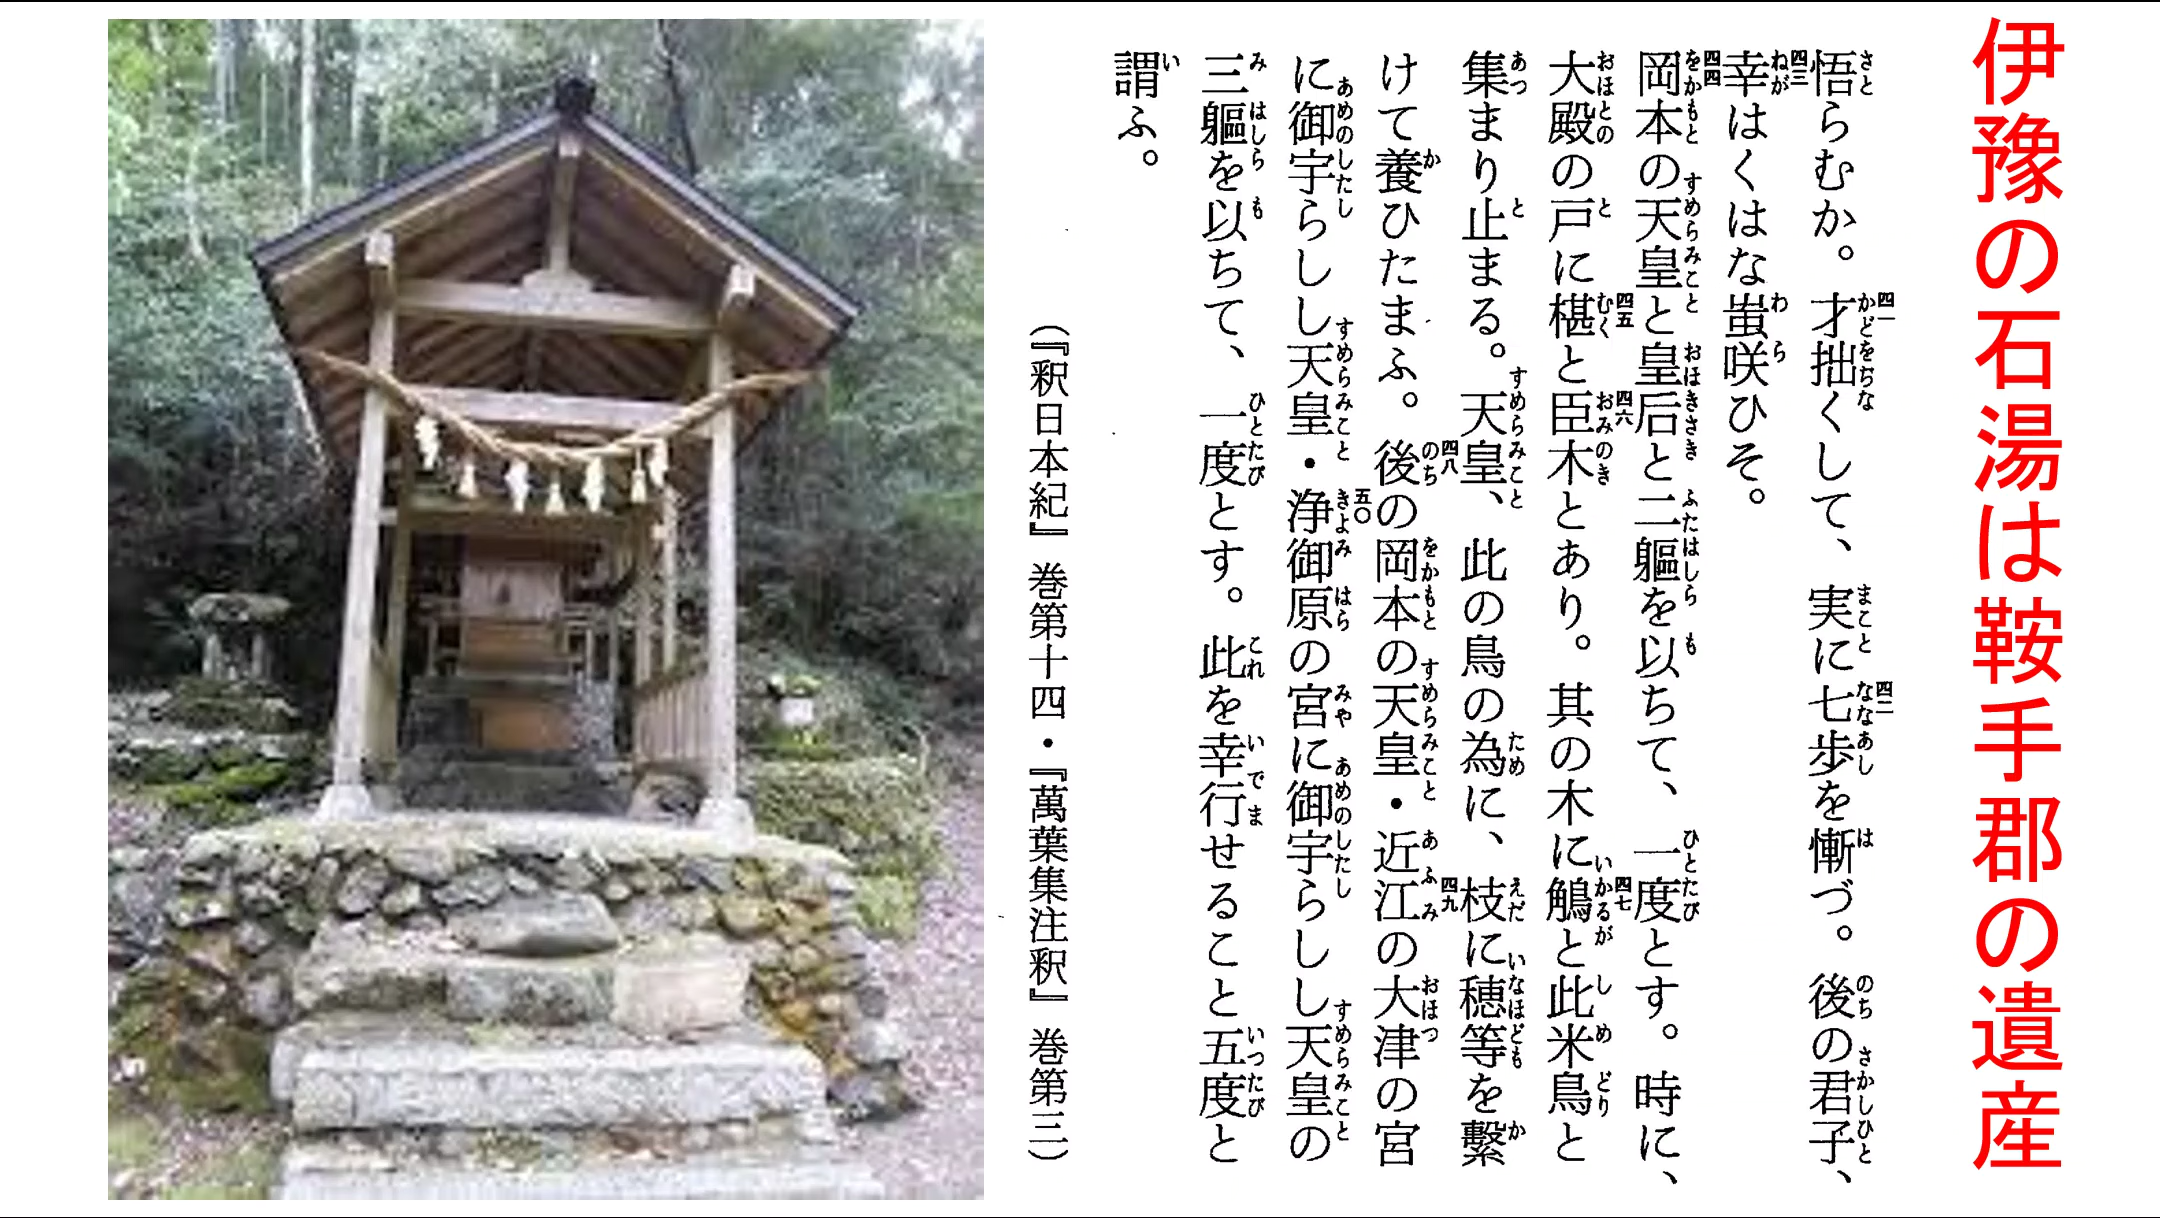 伊豫の石湯は鞍手郡の遺産
悟らむか。才拙くして、実に七歩を慚づ。後の君子、
幸はくはな蚩咲ひそ。
岡本の天皇と皇后と二軀を以ちて、一度とす。時に、
大殿の戸に椹と臣木とあり。其の木に鵤と此米鳥と
集まり止まる。天皇、此の鳥の為に、枝に穂等を繫
けて養ひたまふ。後の岡本の天皇・近江の大津の宮
に御宇らしし天皇・浄御原の宮に御宇らしし天皇の
三軀を以ちて、一度とす。此を幸行せること五度と
謂ふ。
（『釈日本紀』巻第十四・『萬葉集注釈』巻第三）